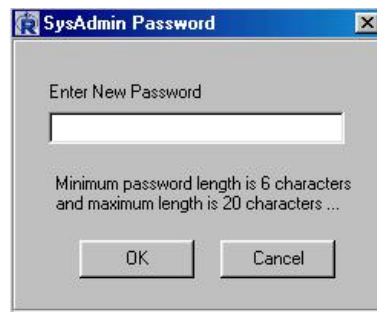 SysAdmin Password
Enter New Password
Minimum password length is 6 characters
and maximum length is 20 characters ...
OK
Cancel